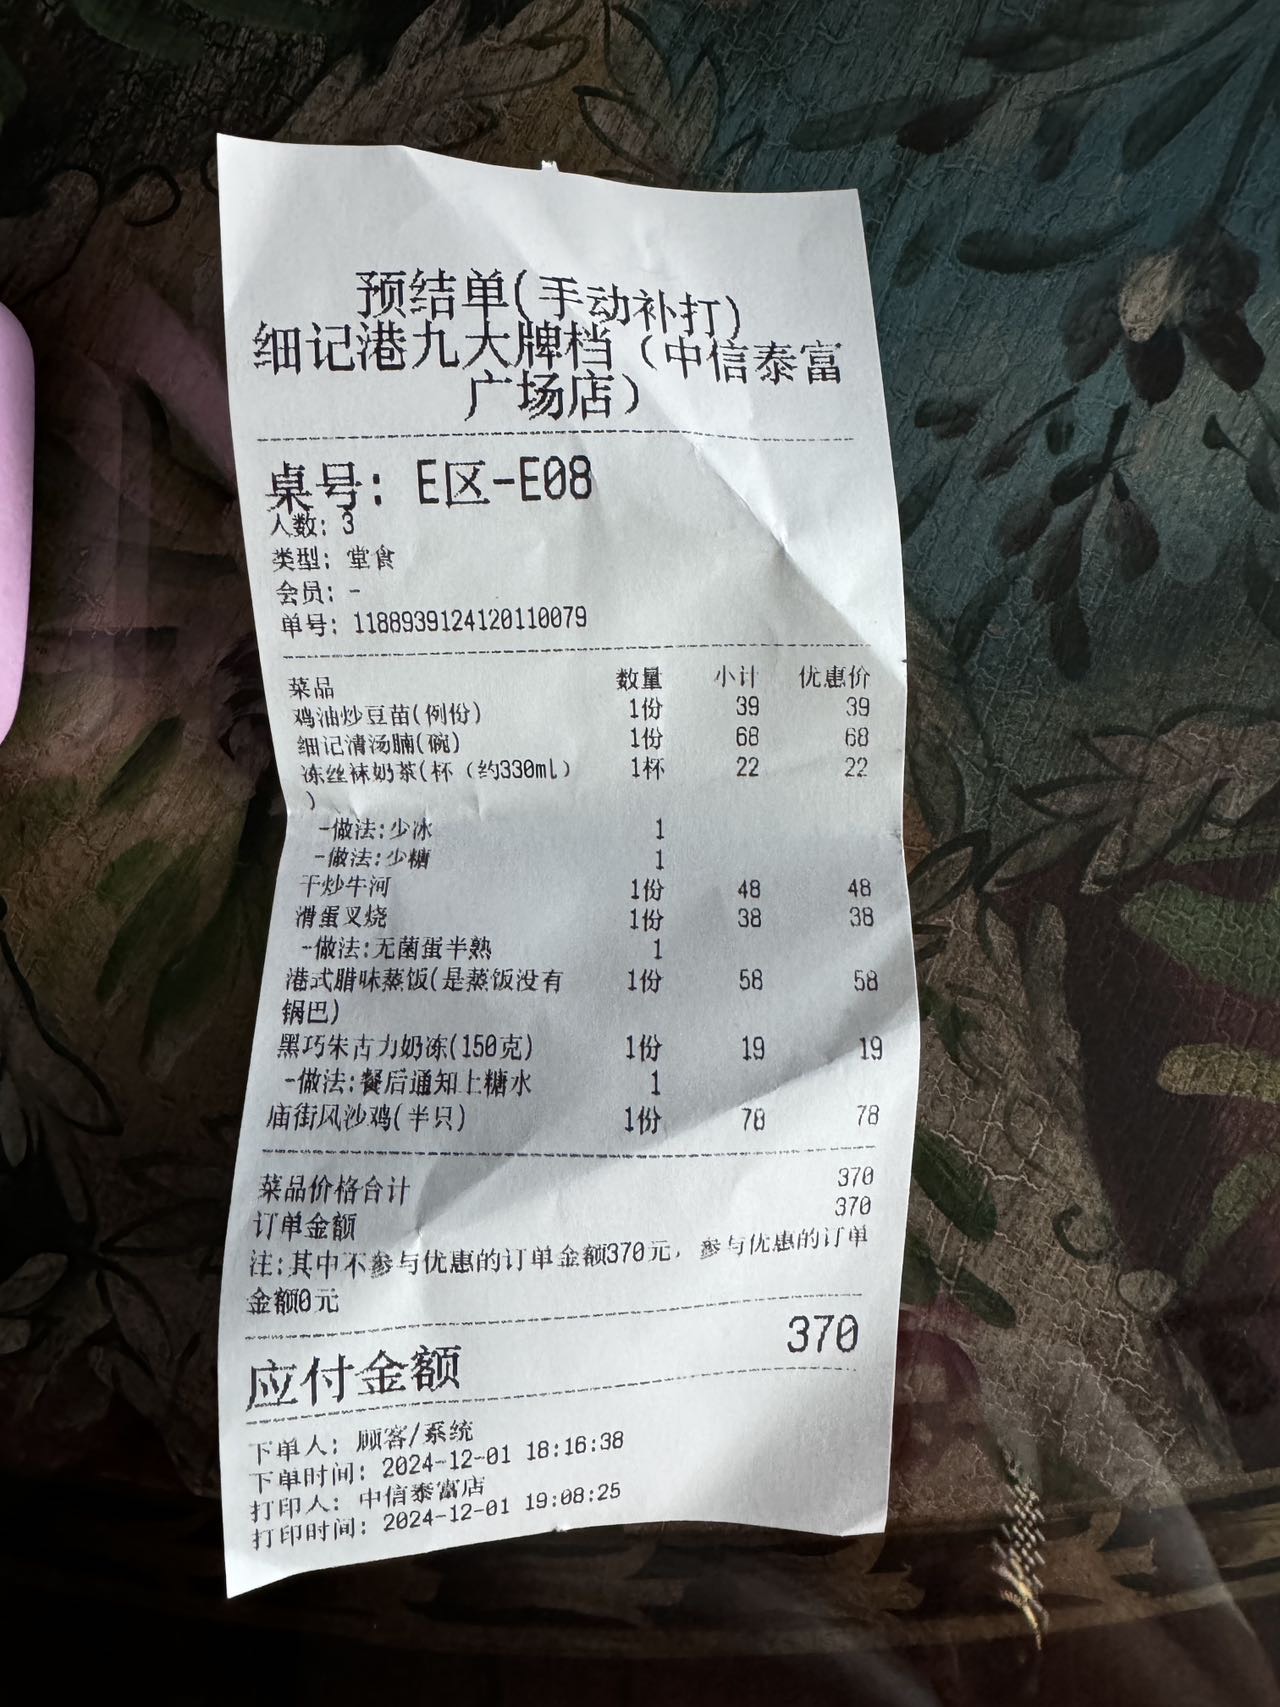 预结单(手动补打)
细记港九大牌档（中信泰富
广场店）
桌号: E区-E08
人数: 3
类型: 堂食
会员: -
单号: 1188939124120110079
菜品 数量 小计 优惠价
鸡油炒豆苗(例份) 1份 39 39
细记清汤腩(碗) 1份 68 68
冻丝袜奶茶(杯（约330ml） 1杯 22 22
)
-做法:少冰 1
-做法:少糖 1
干炒牛河 1份 48 48
滑蛋叉烧 1份 38 38
-做法:无菌蛋半熟 1
港式腊味蒸饭(是蒸饭没有 1份 58 58
锅巴)
黑巧朱古力奶冻(150克) 1份 19 19
-做法:餐后通知上糖水 1
庙街风沙鸡(半只) 1份 78 78
菜品价格合计 370
订单金额 370
注:其中不参与优惠的订单金额370元，参与优惠的订单
金额0元
应付金额 370
下单人: 顾客/系统
下单时间: 2024-12-01 18:16:38
打印人: 中信泰富店
打印时间: 2024-12-01 19:08:25